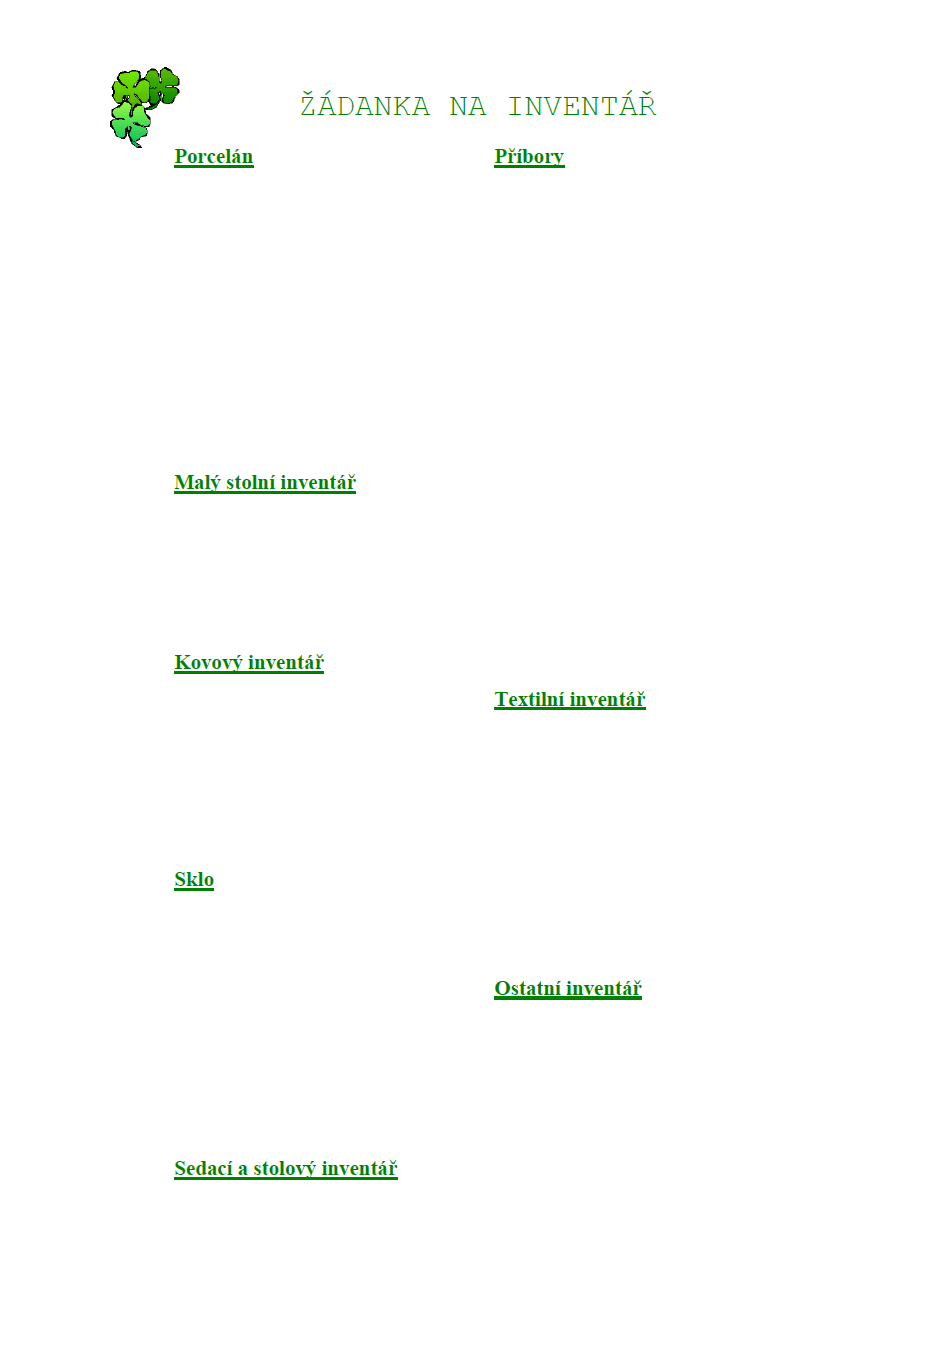 ŽÁDANKA NA INVENTÁŘ
Porcelán
Příbory
Malý stolní inventář
Kovový inventář
Textilní inventář
Sklo
Ostatní inventář
Sedací a stolový inventář